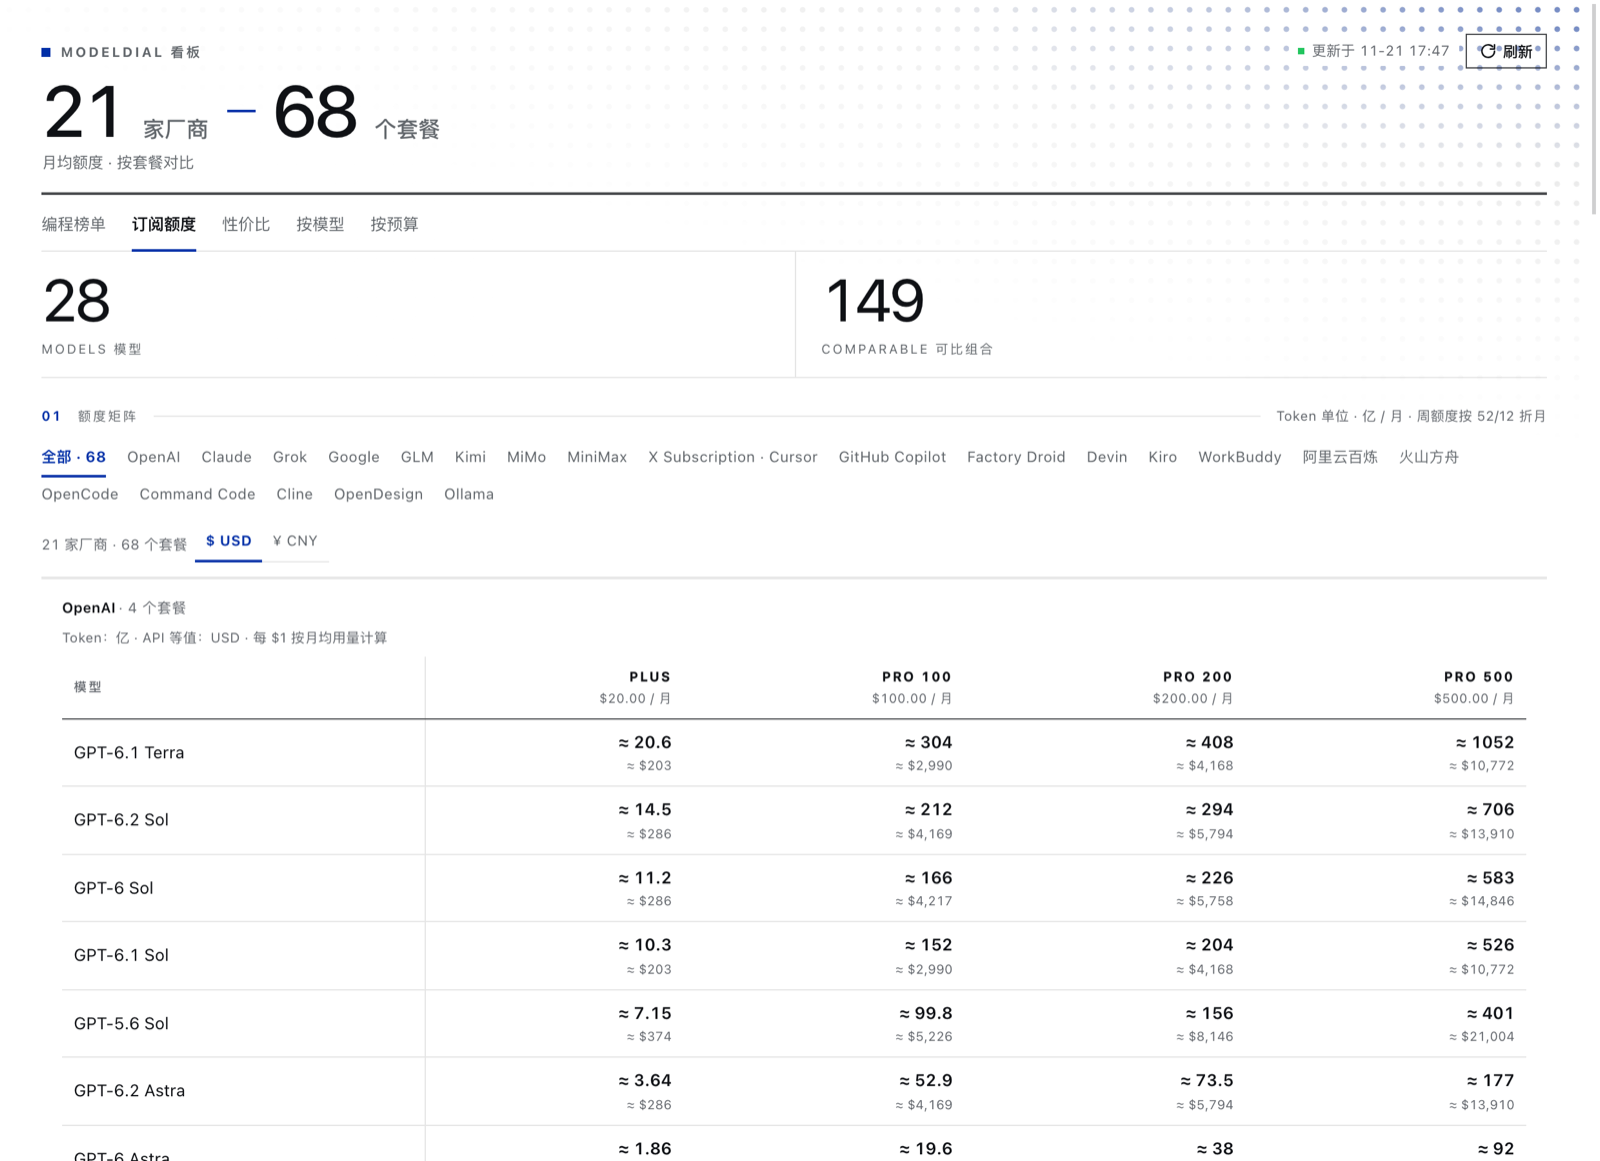 MODELDIAL 看板
更新于 11-21 17:47
刷新
21 家厂商 — 68 个套餐
月均额度 · 按套餐对比
编程榜单 订阅额度 性价比 按模型 按预算
28
MODELS 模型
149
COMPARABLE 可比组合
01 额度矩阵
Token 单位 · 亿 / 月 · 周额度按 52/12 折月
全部 · 68 OpenAI Claude Grok Google GLM Kimi MiMo MiniMax X Subscription · Cursor GitHub Copilot Factory Droid Devin Kiro WorkBuddy 阿里云百炼 火山方舟
OpenCode Command Code Cline OpenDesign Ollama
21 家厂商 · 68 个套餐 $ USD ¥ CNY
OpenAI · 4 个套餐
Token: 亿 · API 等值: USD · 每 $1 按月均用量计算
模型 PLUS PRO 100 PRO 200 PRO 500
$20.00 / 月 $100.00 / 月 $200.00 / 月 $500.00 / 月
GPT-6.1 Terra ≈ 20.6 ≈ 304 ≈ 408 ≈ 1052
≈ $203 ≈ $2,990 ≈ $4,168 ≈ $10,772
GPT-6.2 Sol ≈ 14.5 ≈ 212 ≈ 294 ≈ 706
≈ $286 ≈ $4,169 ≈ $5,794 ≈ $13,910
GPT-6 Sol ≈ 11.2 ≈ 166 ≈ 226 ≈ 583
≈ $286 ≈ $4,217 ≈ $5,758 ≈ $14,846
GPT-6.1 Sol ≈ 10.3 ≈ 152 ≈ 204 ≈ 526
≈ $203 ≈ $2,990 ≈ $4,168 ≈ $10,772
GPT-5.6 Sol ≈ 7.15 ≈ 99.8 ≈ 156 ≈ 401
≈ $374 ≈ $5,226 ≈ $8,146 ≈ $21,004
GPT-6.2 Astra ≈ 3.64 ≈ 52.9 ≈ 73.5 ≈ 177
≈ $286 ≈ $4,169 ≈ $5,794 ≈ $13,910
GPT-6 Astra ≈ 1.86 ≈ 19.6 ≈ 38 ≈ 92